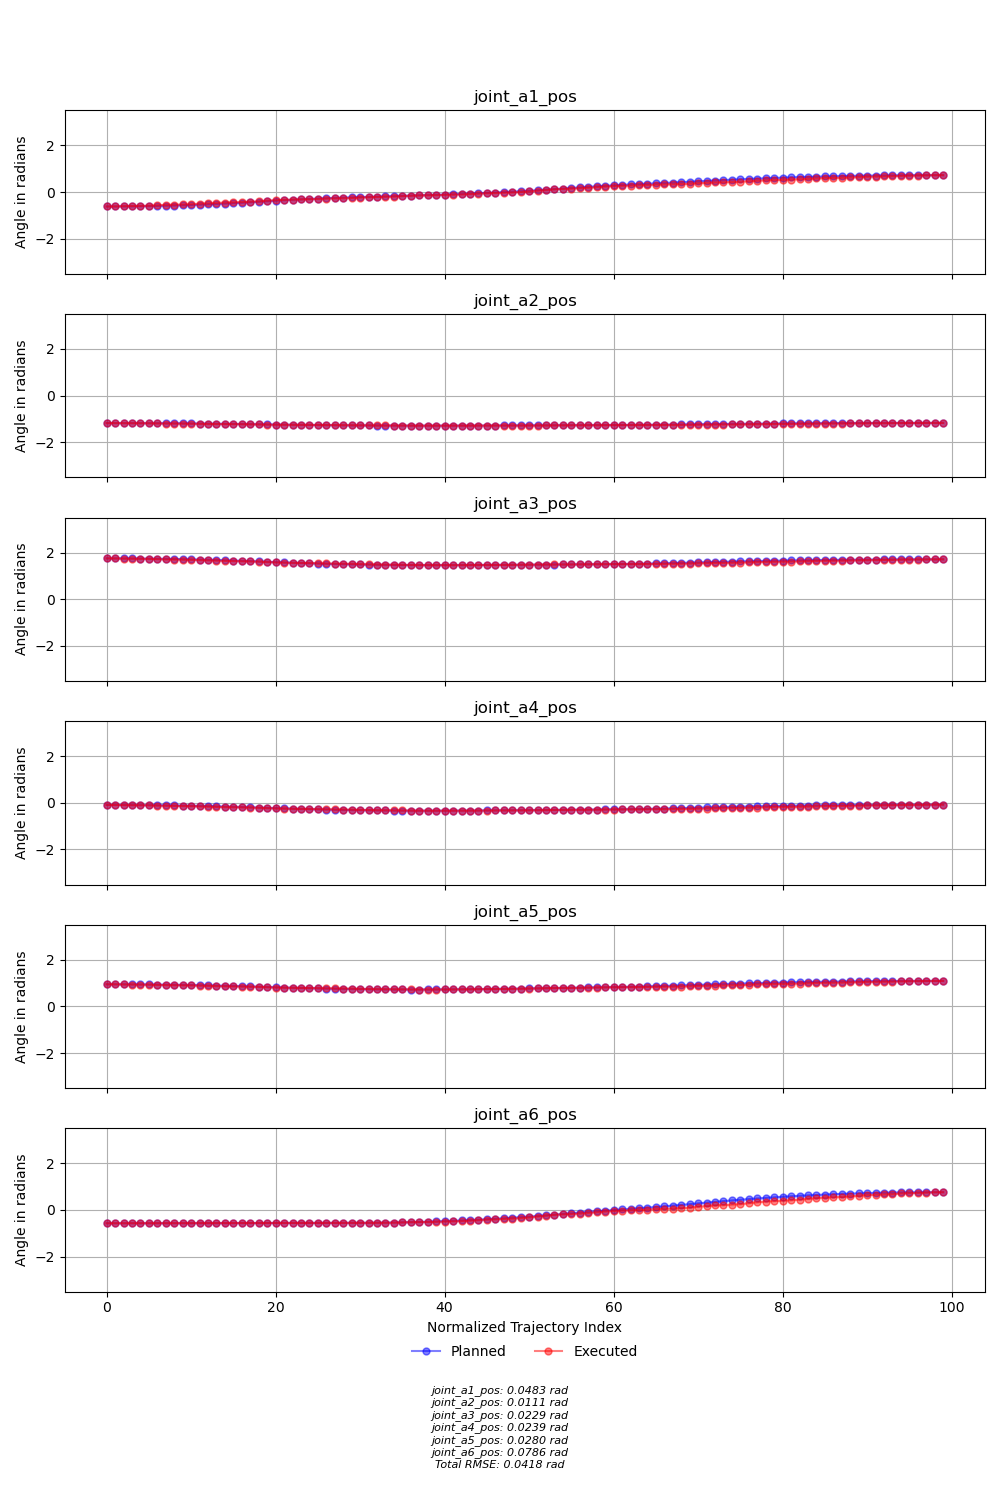 joint_a1_pos
Angle in radians
2
0
−2
joint_a2_pos
Angle in radians
2
0
−2
joint_a3_pos
Angle in radians
2
0
−2
joint_a4_pos
Angle in radians
2
0
−2
joint_a5_pos
Angle in radians
2
0
−2
joint_a6_pos
Angle in radians
2
0
−2
0 20 40 60 80 100
Normalized Trajectory Index
Planned Executed
joint_a1_pos: 0.0483 rad
joint_a2_pos: 0.0111 rad
joint_a3_pos: 0.0229 rad
joint_a4_pos: 0.0239 rad
joint_a5_pos: 0.0280 rad
joint_a6_pos: 0.0786 rad
Total RMSE: 0.0418 rad